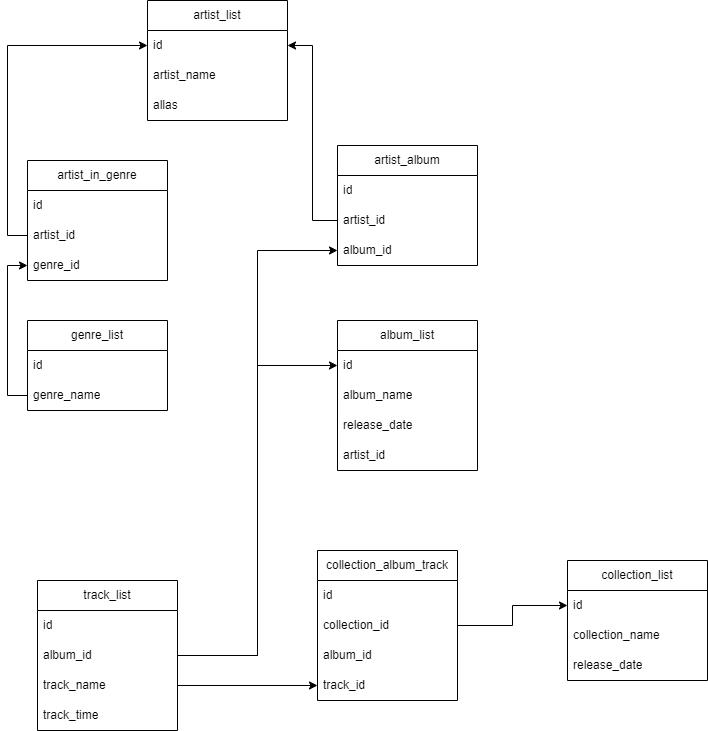 artist_list
id
artist_name
allas
artist_in_genre
id
artist_id
genre_id
artist_album
id
artist_id
album_id
genre_list
id
genre_name
album_list
id
album_name
release_date
artist_id
track_list
id
album_id
track_name
track_time
collection_album_track
id
collection_id
album_id
track_id
collection_list
id
collection_name
release_date